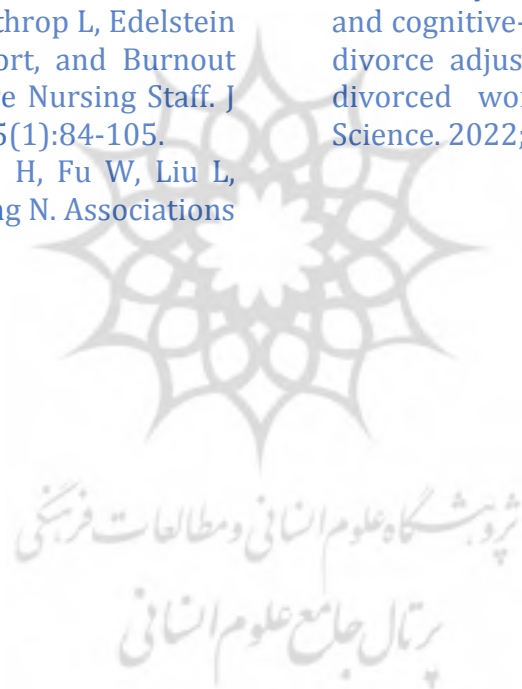 throp L, Edelstein
ort, and Burnout
e Nursing Staff. J
5(1):84-105.
H, Fu W, Liu L,
ng N. Associations
and cognitive-
divorce adjus
divorced wor
Science. 2022;
پژوهشگاه علوم انسانی و مطالعات فرهنگی
پرتال جامع علوم انسانی